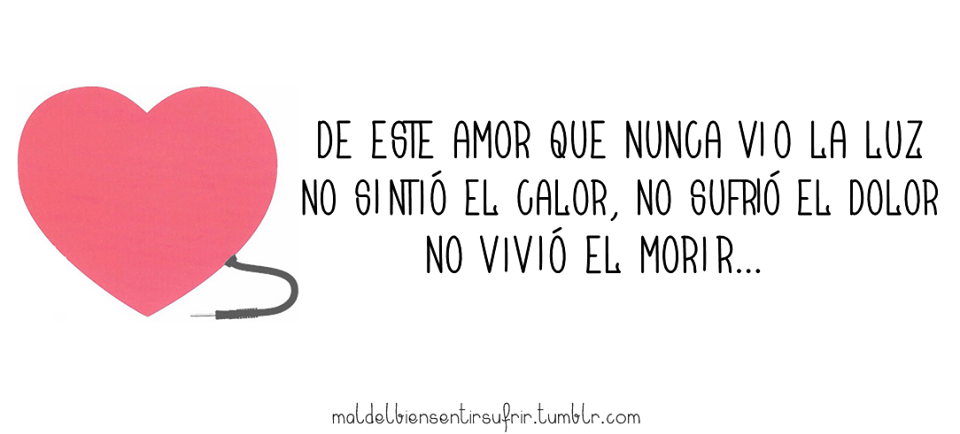 DE ESTE AMOR QUE NUNCA VIO LA LUZ
NO SINTIÓ EL CALOR, NO SUFRIÓ EL DOLOR
NO VIVIÓ EL MORIR...
maldelbiensentirsufrir.tumblr.com